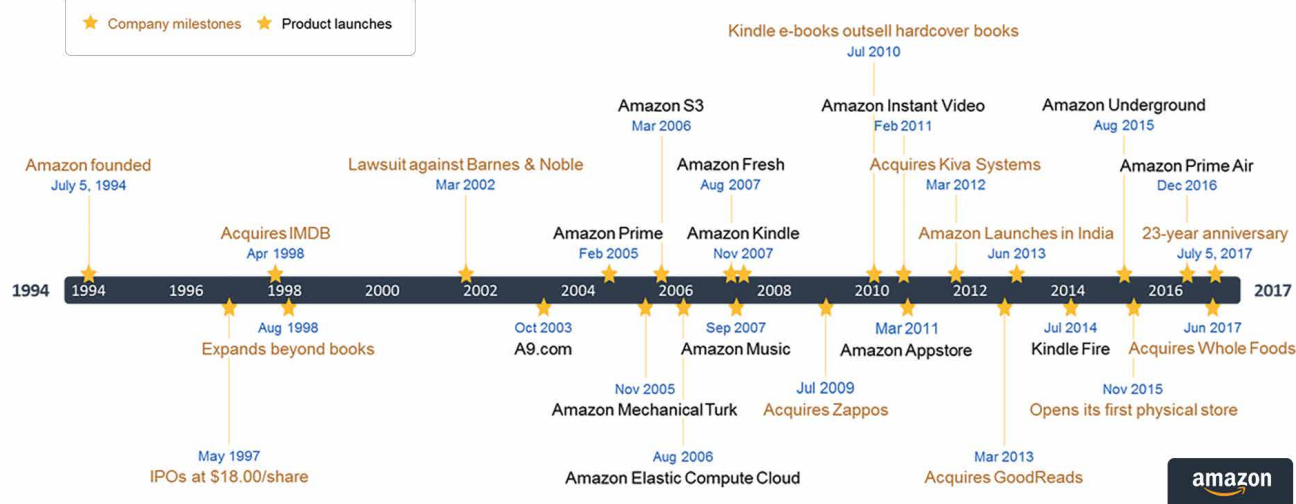 Company milestones Product launches
Kindle e-books outsell hardcover books
Jul 2010
Amazon S3
Mar 2006
Amazon Instant Video
Feb 2011
Amazon Underground
Aug 2015
Amazon founded
July 5, 1994
Lawsuit against Barnes & Noble
Mar 2002
Amazon Fresh
Aug 2007
Acquires Kiva Systems
Mar 2012
Amazon Prime Air
Dec 2016
Acquires IMDB
Apr 1998
Amazon Prime
Feb 2005
Amazon Kindle
Nov 2007
Amazon Launches in India
Jun 2013
23-year anniversary
July 5, 2017
1994 1994 1996 1998 2000 2002 2004 2006 2008 2010 2012 2014 2016 2017
Aug 1998
Expands beyond books
Oct 2003
A9.com
Sep 2007
Amazon Music
Mar 2011
Amazon Appstore
Jul 2014
Kindle Fire
Jun 2017
Acquires Whole Foods
Nov 2005
Amazon Mechanical Turk
Jul 2009
Acquires Zappos
Nov 2015
Opens its first physical store
May 1997
IPOs at $18.00/share
Aug 2006
Amazon Elastic Compute Cloud
Mar 2013
Acquires GoodReads
amazon